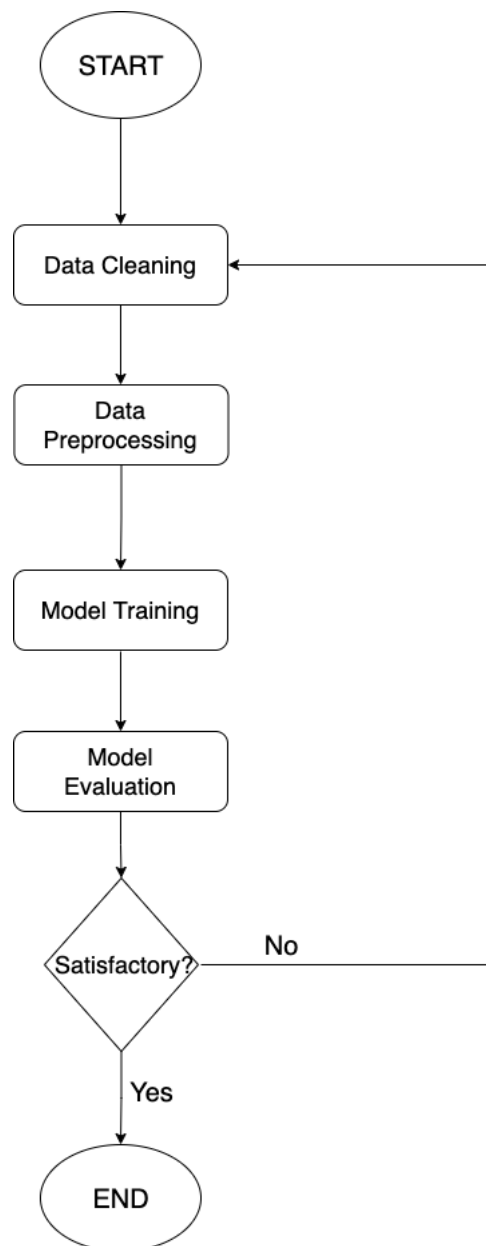 START
Data Cleaning
Data
Preprocessing
Model Training
Model
Evaluation
Satisfactory?
No
Yes
END